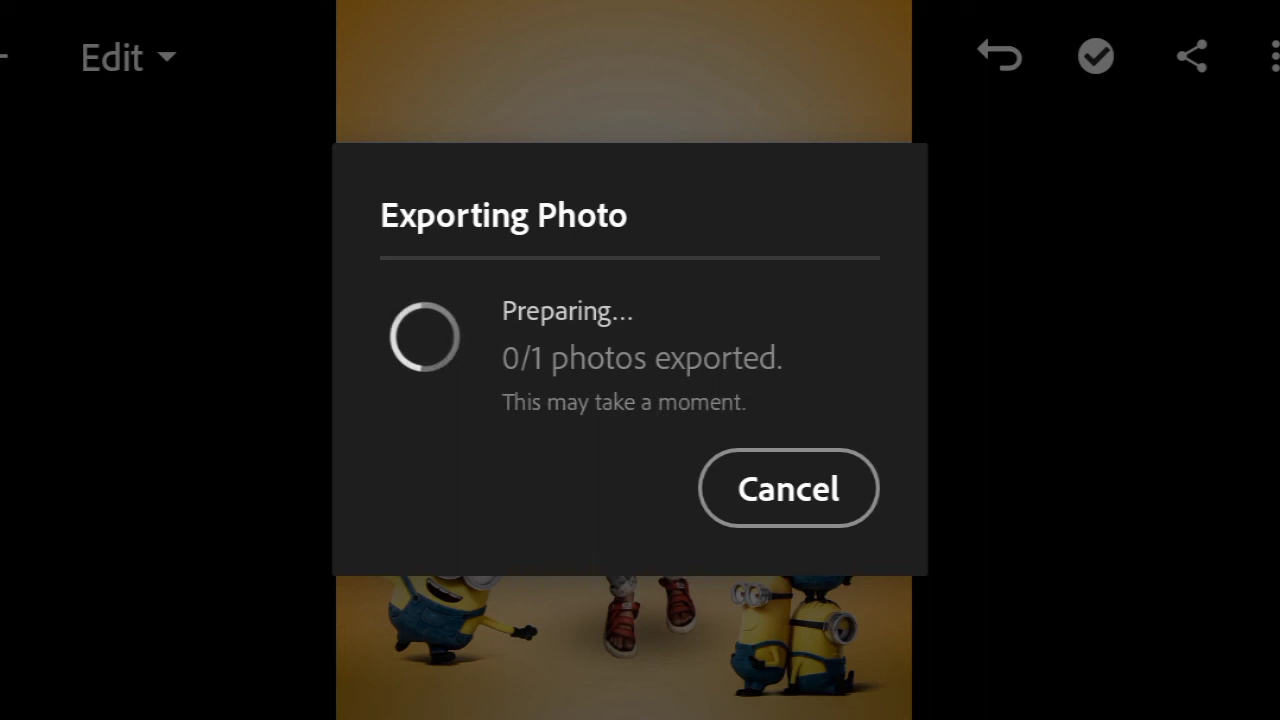 Edit
Exporting Photo
Preparing...
0/1 photos exported.
This may take a moment.
Cancel